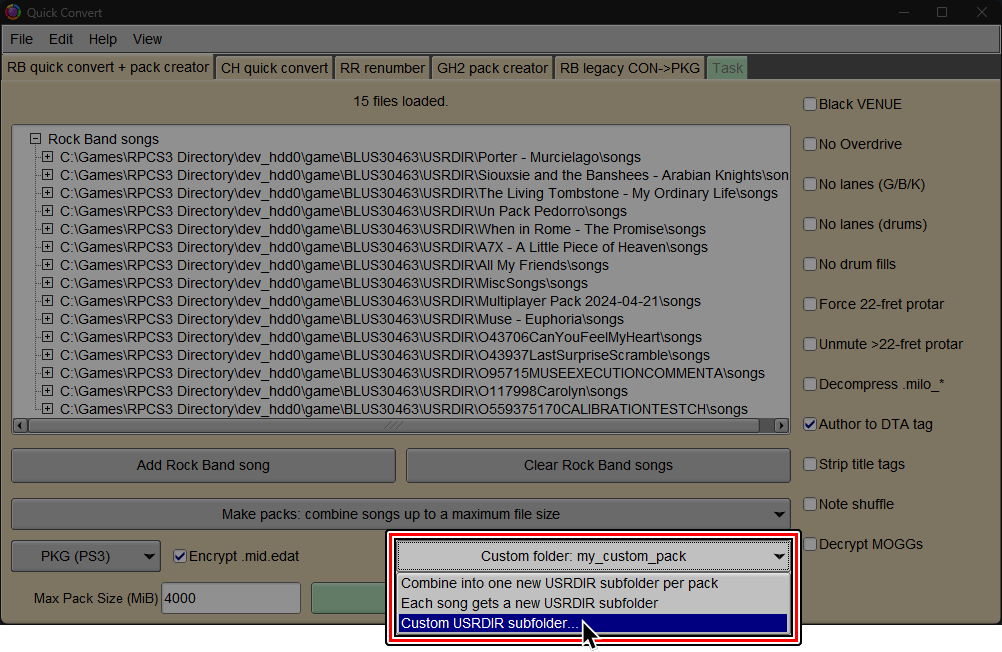 Quick Convert
File Edit Help View
RB quick convert + pack creator CH quick convert RR renumber GH2 pack creator RB legacy CON->PKG Task
15 files loaded.
Rock Band songs
C:\Games\RPCS3 Directory\dev_hdd0\game\BLUS30463\USRDIR\Porter - Murcielago\songs
C:\Games\RPCS3 Directory\dev_hdd0\game\BLUS30463\USRDIR\Siouxsie and the Banshees - Arabian Knights\son
C:\Games\RPCS3 Directory\dev_hdd0\game\BLUS30463\USRDIR\The Living Tombstone - My Ordinary Life\songs
C:\Games\RPCS3 Directory\dev_hdd0\game\BLUS30463\USRDIR\Un Pack Pedorro\songs
C:\Games\RPCS3 Directory\dev_hdd0\game\BLUS30463\USRDIR\When in Rome - The Promise\songs
C:\Games\RPCS3 Directory\dev_hdd0\game\BLUS30463\USRDIR\A7X - A Little Piece of Heaven\songs
C:\Games\RPCS3 Directory\dev_hdd0\game\BLUS30463\USRDIR\All My Friends\songs
C:\Games\RPCS3 Directory\dev_hdd0\game\BLUS30463\USRDIR\MiscSongs\songs
C:\Games\RPCS3 Directory\dev_hdd0\game\BLUS30463\USRDIR\Multiplayer Pack 2024-04-21\songs
C:\Games\RPCS3 Directory\dev_hdd0\game\BLUS30463\USRDIR\Muse - Euphoria\songs
C:\Games\RPCS3 Directory\dev_hdd0\game\BLUS30463\USRDIR\O43706CanYouFeelMyHeart\songs
C:\Games\RPCS3 Directory\dev_hdd0\game\BLUS30463\USRDIR\O43937LastSurpriseScramble\songs
C:\Games\RPCS3 Directory\dev_hdd0\game\BLUS30463\USRDIR\O95715MUSEEXECUTIONCOMMENTA\songs
C:\Games\RPCS3 Directory\dev_hdd0\game\BLUS30463\USRDIR\O117998Carolyn\songs
C:\Games\RPCS3 Directory\dev_hdd0\game\BLUS30463\USRDIR\O559375170CALIBRATIONTESTCH\songs
Add Rock Band song Clear Rock Band songs
Make packs: combine songs up to a maximum file size
PKG (PS3) Encrypt .mid.edat Custom folder: my_custom_pack
Combine into one new USRDIR subfolder per pack
Each song gets a new USRDIR subfolder
Custom USRDIR subfolder...
Max Pack Size (MiB) 4000
Black VENUE
No Overdrive
No lanes (G/B/K)
No lanes (drums)
No drum fills
Force 22-fret protar
Unmute >22-fret protar
Decompress .milo_*
Author to DTA tag
Strip title tags
Note shuffle
Decrypt MOGGs